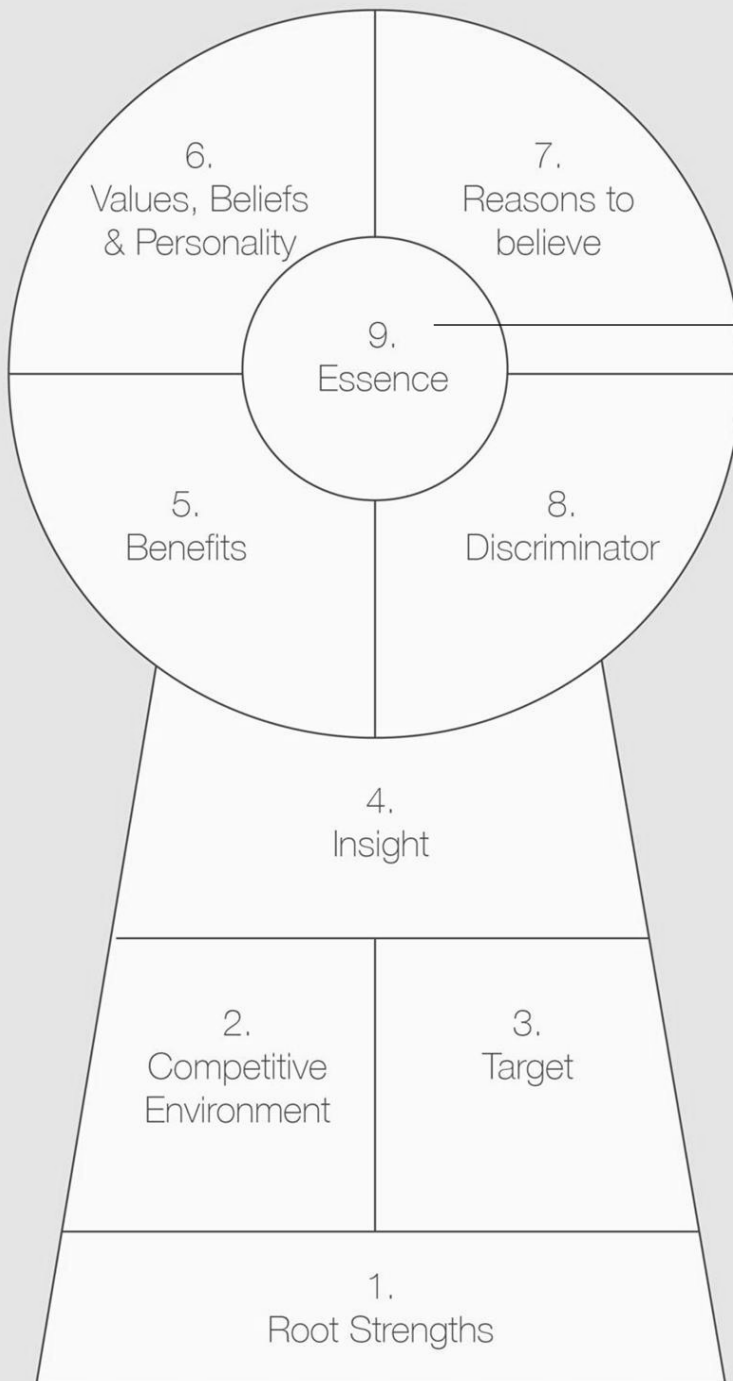 6.
Values, Beliefs
& Personality
7.
Reasons to
believe
9.
Essence
5.
Benefits
8.
Discriminator
4.
Insight
2.
Competitive
Environment
3.
Target
1.
Root Strengths